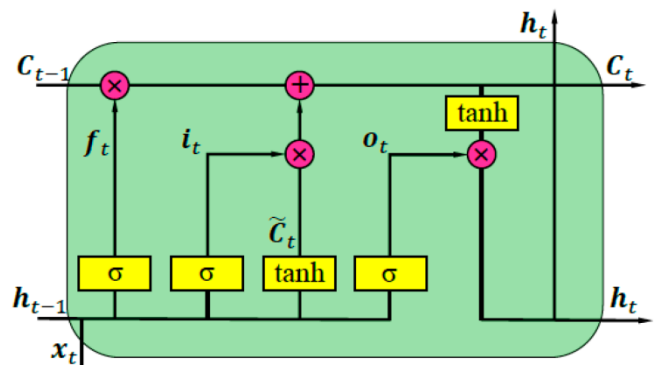 h_t
C_{t-1} × + C_t
tanh
f_t i_t × o_t ×
C̃_t
σ σ tanh σ
h_{t-1} h_t
x_t